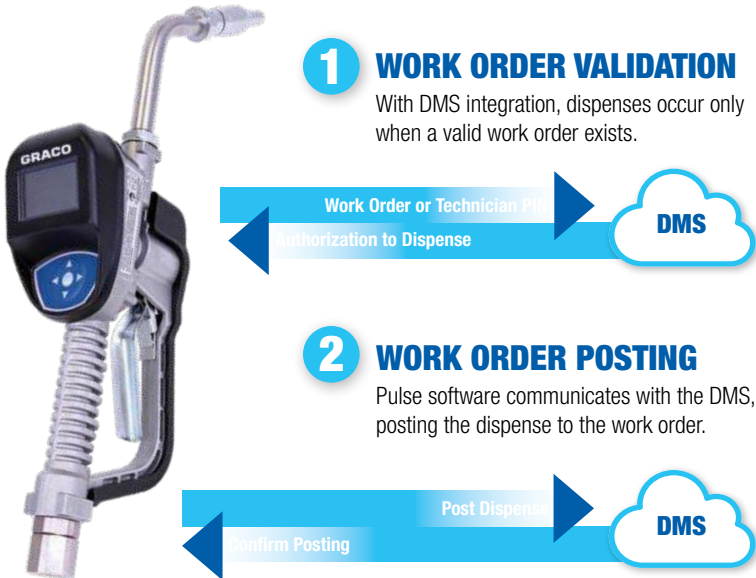 GRACO
1 WORK ORDER VALIDATION
With DMS integration, dispenses occur only
when a valid work order exists.
Work Order or Technician PIN
Authorization to Dispense
DMS
2 WORK ORDER POSTING
Pulse software communicates with the DMS,
posting the dispense to the work order.
Post Dispense
Confirm Posting
DMS